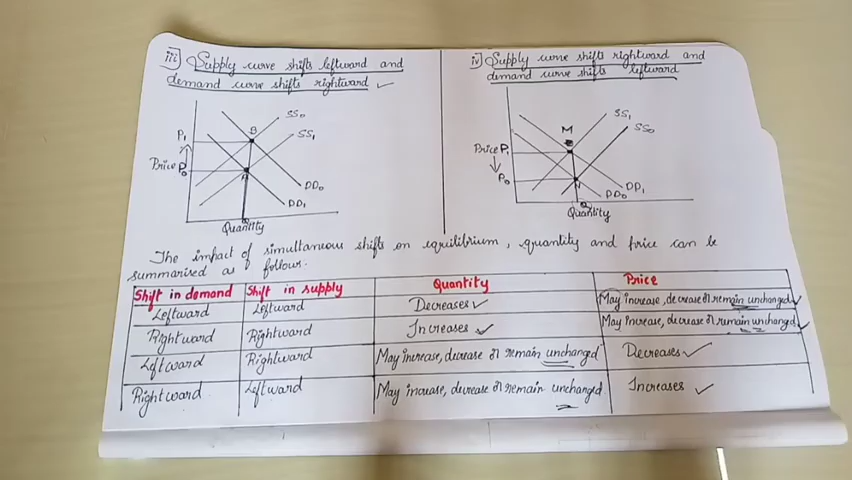 iii) Supply curve shifts leftward and
demand curve shifts rightward ✓
P1
Price P0
B
A
SS0
SS1
DD0
DD1
Quantity
iv) Supply curve shifts rightward and
demand curve shifts leftward
M
Price P1
P0
N
SS1
SS0
DD1
DD0
Q
Quantity
The impact of simultaneous shifts on equilibrium, quantity and price can be
summarised as follows.
Shift in demand Shift in supply Quantity Price
Leftward Leftward Decreases ✓ May increase, decrease or remain unchanged ✓
Rightward Rightward Increases ✓ May increase, decrease or remain unchanged ✓
Leftward Rightward May increase, decrease or remain unchanged Decreases ✓
Rightward Leftward May increase, decrease or remain unchanged Increases ✓